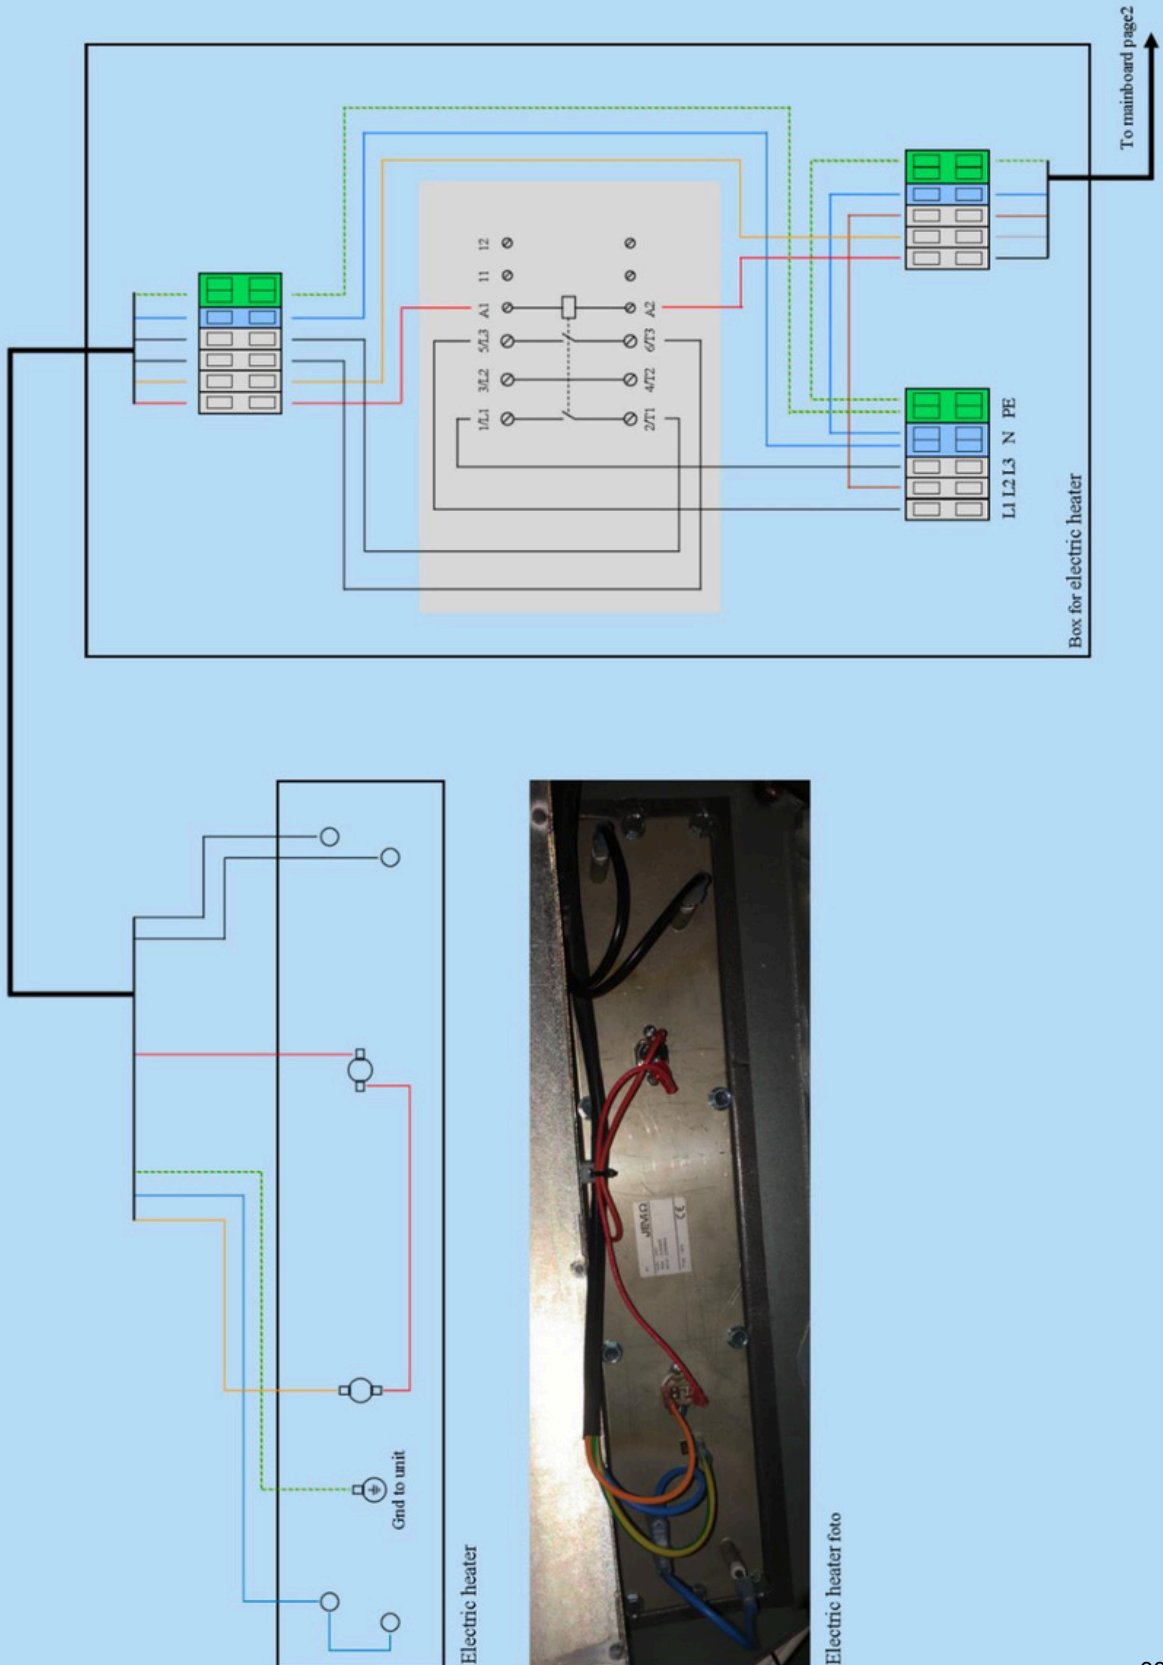 To mainboard page2
12
11
A1
5/L3
3/L2
1/L1
A2
6/T3
4/T2
2/T1
L1 L2 L3 N PE
Box for electric heater
Gnd to unit
Electric heater
JEVI
CE
Electric heater foto